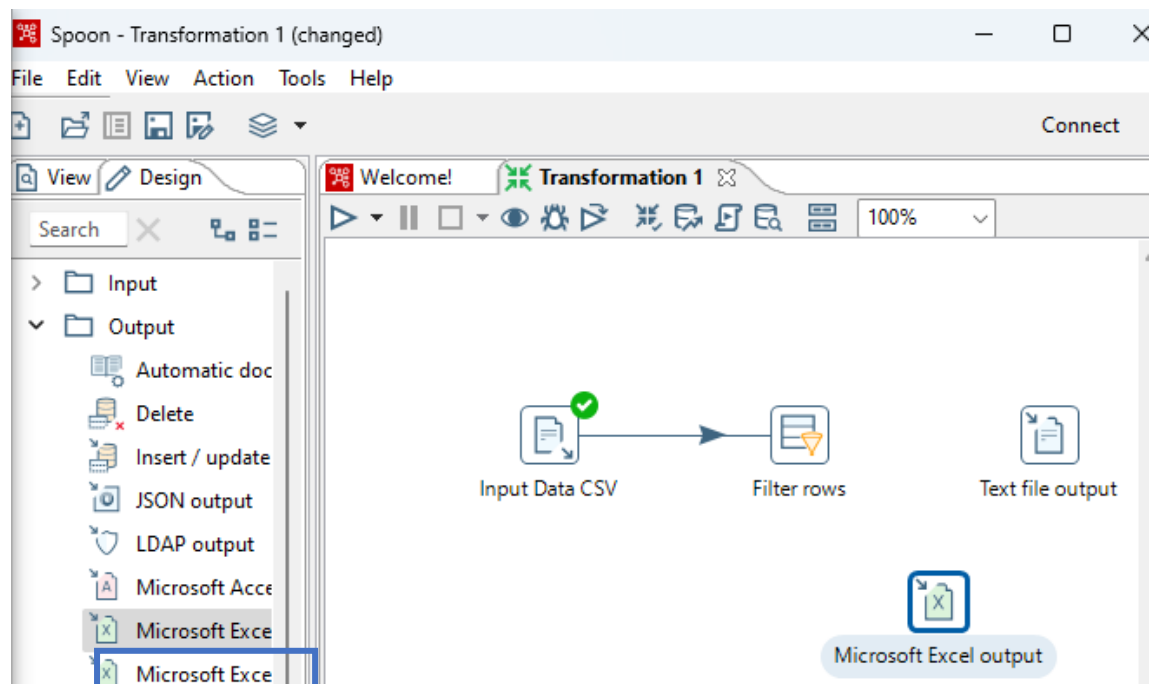 Spoon - Transformation 1 (changed)
File Edit View Action Tools Help
Connect
View Design
Welcome! Transformation 1
Search
100%
Input
Output
Automatic doc
Delete
Insert / update
JSON output
LDAP output
Microsoft Acce
Microsoft Exce
Microsoft Exce
Input Data CSV
Filter rows
Text file output
Microsoft Excel output